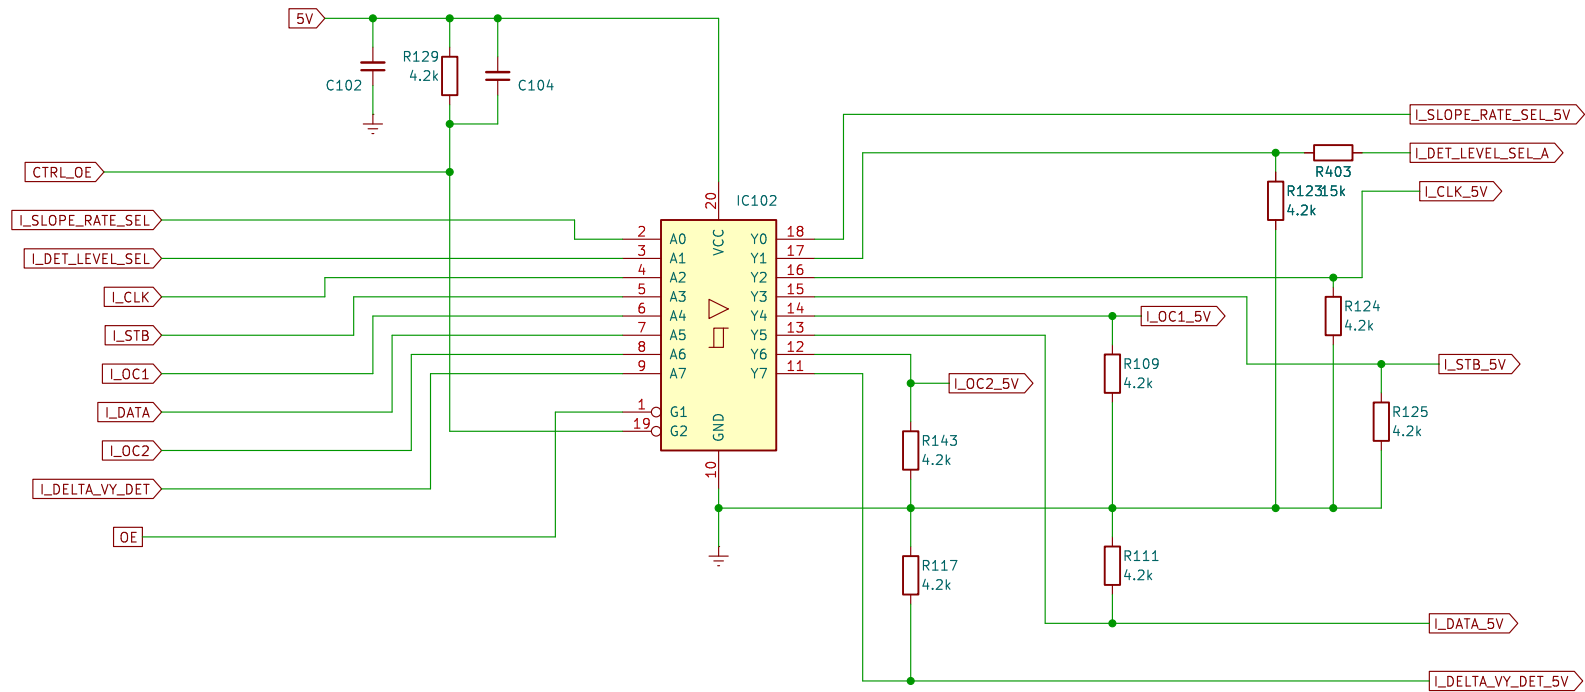 5V
R129
4.2k
C102
C104
I_SLOPE_RATE_SEL_5V
I_DET_LEVEL_SEL_A
R403
15k
R123
4.2k
I_CLK_5V
CTRL_OE
20
IC102
I_SLOPE_RATE_SEL
2 A0 VCC Y0 18
I_DET_LEVEL_SEL
3 A1 Y1 17
4 A2 Y2 16
I_CLK
5 A3 Y3 15
6 A4 Y4 14
I_OC1_5V
R124
4.2k
I_STB
7 A5 Y5 13
8 A6 Y6 12
I_OC1
9 A7 Y7 11
R109
4.2k
I_STB_5V
I_OC2_5V
I_DATA
1 G1
19 G2
GND
R125
4.2k
I_OC2
R143
4.2k
10
I_DELTA_VY_DET
OE
R117
4.2k
R111
4.2k
I_DATA_5V
I_DELTA_VY_DET_5V